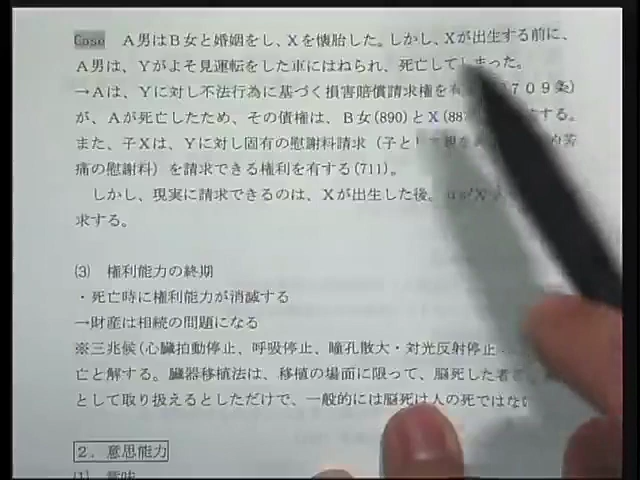 Case　A男はB女と婚姻をし、Xを懐胎した。しかし、Xが出生する前に、
A男は、Yがよそ見運転をした車にはねられ、死亡してしまった。
→Aは、Yに対し不法行為に基づく損害賠償請求権を有 709条)
が、Aが死亡したため、その債権は、B女(890)とX(887 する。
また、子Xは、Yに対し固有の慰謝料請求（子と 苦
痛の慰謝料）を請求できる権利を有する(711)。
しかし、現実に請求できるのは、Xが出生した後。
求する。
(3)　権利能力の終期
・死亡時に権利能力が消滅する
→財産は相続の問題になる
※三兆候(心臓拍動停止、呼吸停止、瞳孔散大・対光反射停止
亡と解する。臓器移植法は、移植の場面に限って、脳死した者
として取り扱えるとしただけで、一般的には脳死は人の死ではな
2．意思能力
(1)　意味